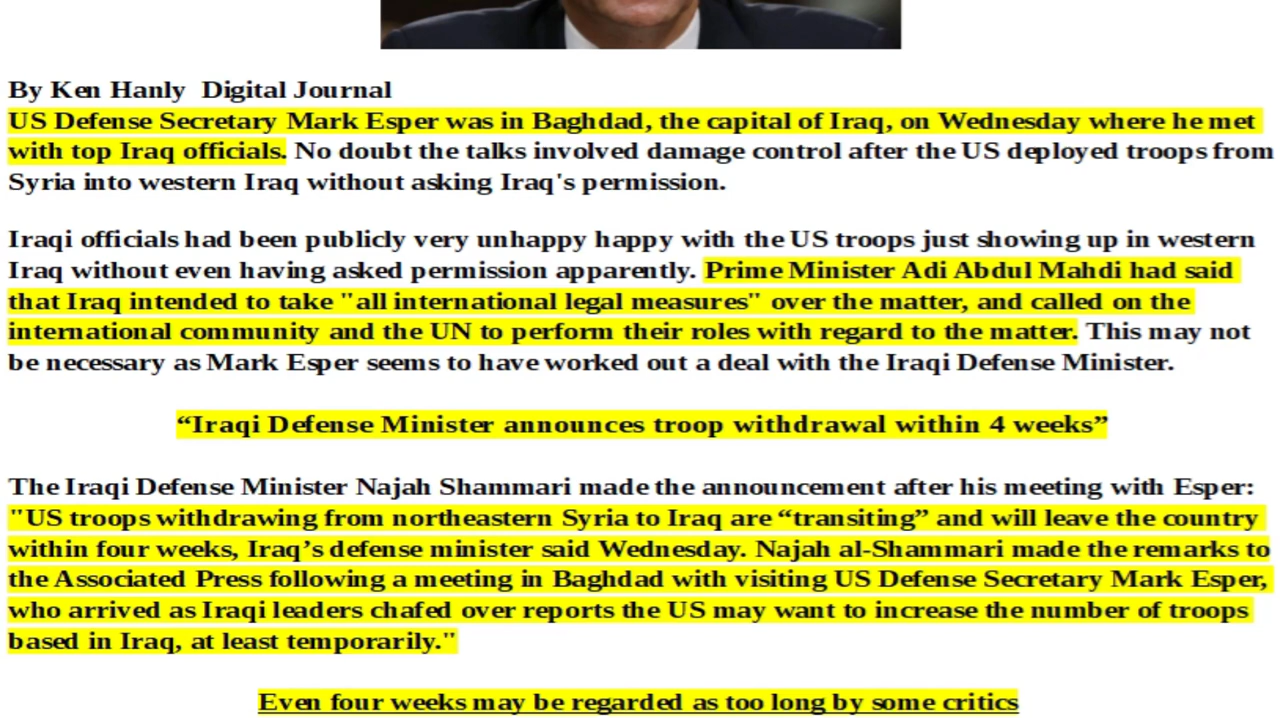 By Ken Hanly Digital Journal
US Defense Secretary Mark Esper was in Baghdad, the capital of Iraq, on Wednesday where he met
with top Iraq officials. No doubt the talks involved damage control after the US deployed troops from
Syria into western Iraq without asking Iraq's permission.
Iraqi officials had been publicly very unhappy happy with the US troops just showing up in western
Iraq without even having asked permission apparently. Prime Minister Adi Abdul Mahdi had said
that Iraq intended to take "all international legal measures" over the matter, and called on the
international community and the UN to perform their roles with regard to the matter. This may not
be necessary as Mark Esper seems to have worked out a deal with the Iraqi Defense Minister.
“Iraqi Defense Minister announces troop withdrawal within 4 weeks”
The Iraqi Defense Minister Najah Shammari made the announcement after his meeting with Esper:
"US troops withdrawing from northeastern Syria to Iraq are “transiting” and will leave the country
within four weeks, Iraq’s defense minister said Wednesday. Najah al-Shammari made the remarks to
the Associated Press following a meeting in Baghdad with visiting US Defense Secretary Mark Esper,
who arrived as Iraqi leaders chafed over reports the US may want to increase the number of troops
based in Iraq, at least temporarily."
Even four weeks may be regarded as too long by some critics